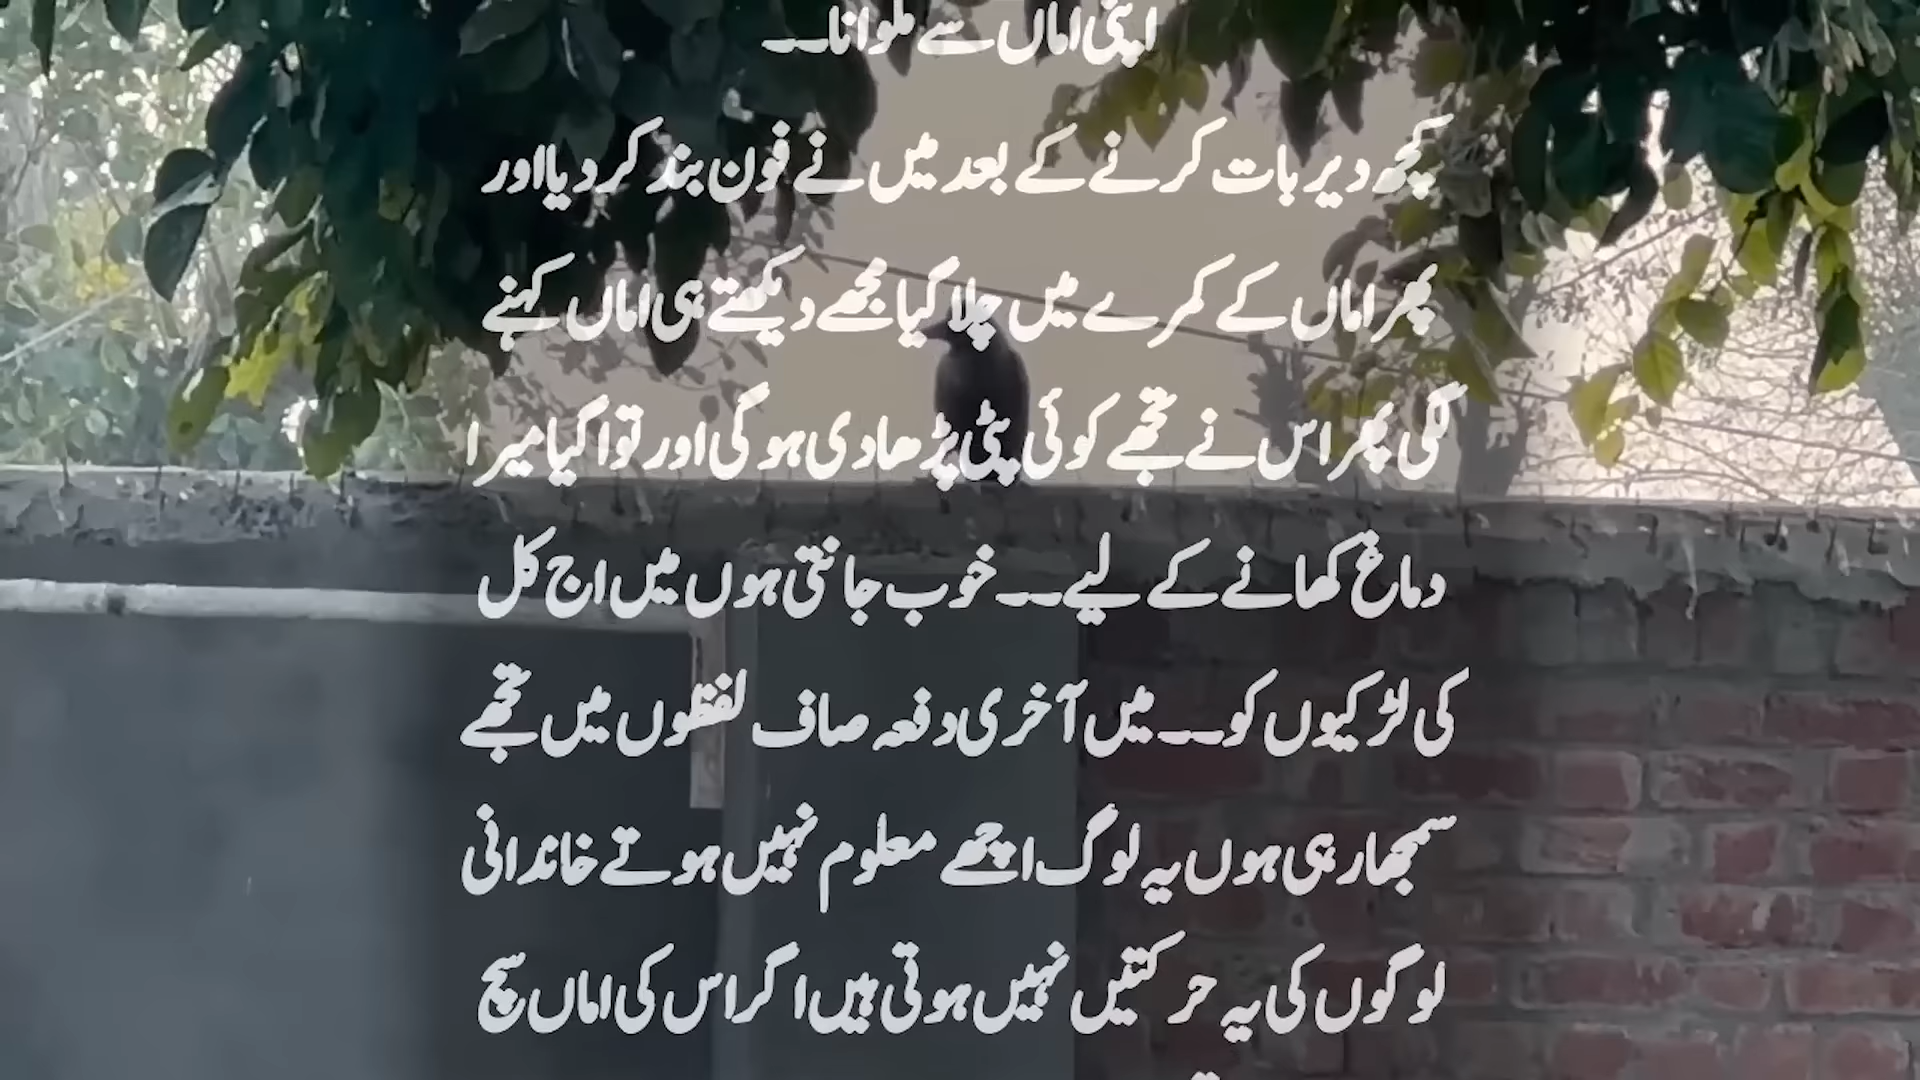 اپنی اماں سے ملوانا۔۔
کچھ دیر بات کرنے کے بعد میں نے فون بند کر دیا اور
پھر اماں کے کمرے میں چلا گیا مجھے دیکھتے ہی اماں کہنے
لگی پھر اس نے تجھے کوئی پٹی پڑھا دی ہو گی اور تو اگیا میرا
دماغ کھانے کے لیے۔۔ خوب جانتی ہوں میں اج کل
کی لڑکیوں کو۔۔ میں آخری دفعہ صاف لفظوں میں تجھے
سمجھا رہی ہوں یہ لوگ اچھے معلوم نہیں ہوتے خاندانی
لوگوں کی یہ حرکتیں نہیں ہوتی ہیں اگر اس کی اماں سچ